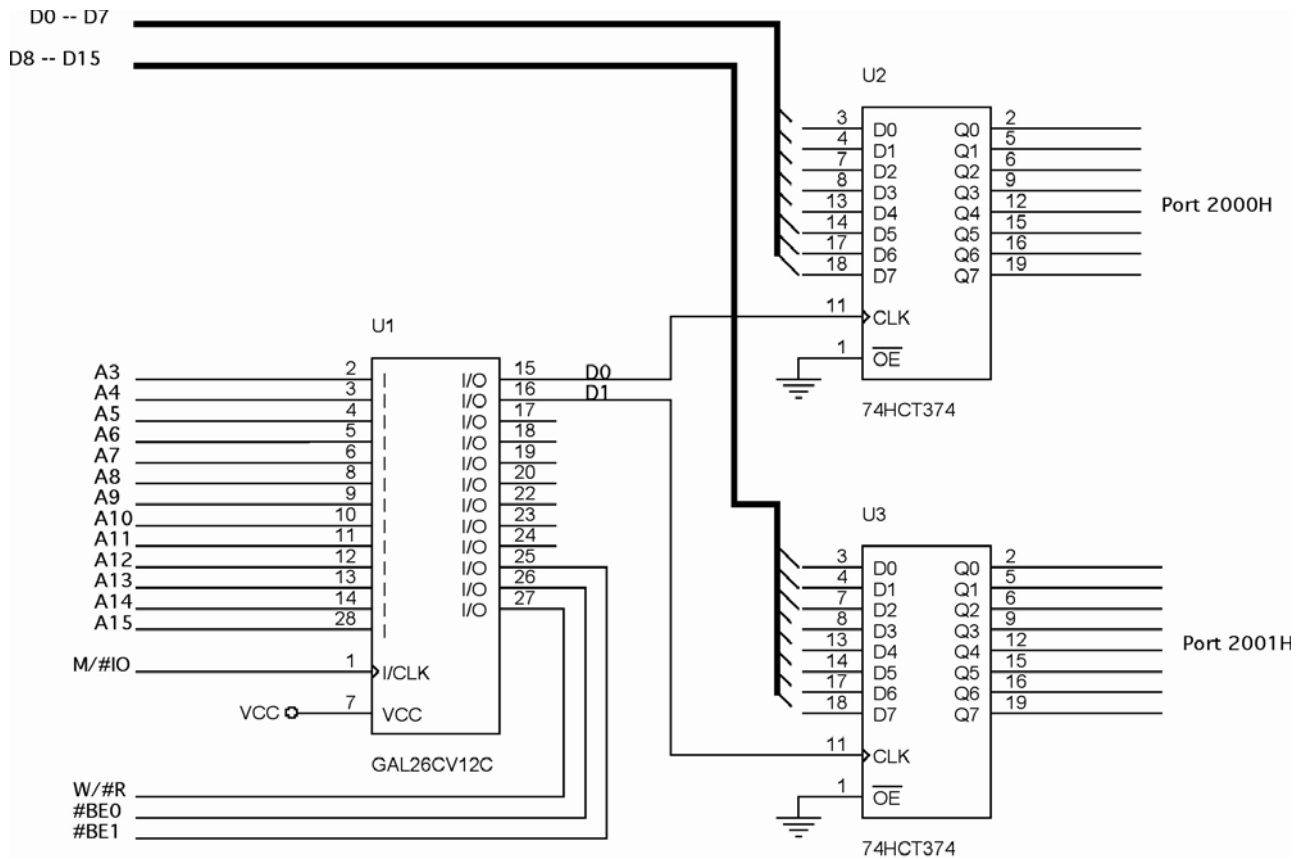 D0 -- D7
D8 -- D15
U2
3 D0 Q0 2
4 D1 Q1 5
7 D2 Q2 6
8 D3 Q3 9
13 D4 Q4 12
14 D5 Q5 15
17 D6 Q6 16
18 D7 Q7 19
Port 2000H
11 CLK
1 OE
74HCT374
U1
A3 2 I I/O 15 D0
A4 3 I I/O 16 D1
A5 4 I I/O 17
A6 5 I I/O 18
A7 6 I I/O 19
A8 8 I I/O 20
A9 9 I I/O 22
A10 10 I I/O 23
A11 11 I I/O 24
A12 12 I I/O 25
A13 13 I I/O 26
A14 14 I I/O 27
A15 28 I
M/#IO 1 I/CLK
VCC 7 VCC
GAL26CV12C
W/#R
#BE0
#BE1
U3
3 D0 Q0 2
4 D1 Q1 5
7 D2 Q2 6
8 D3 Q3 9
13 D4 Q4 12
14 D5 Q5 15
17 D6 Q6 16
18 D7 Q7 19
Port 2001H
11 CLK
1 OE
74HCT374